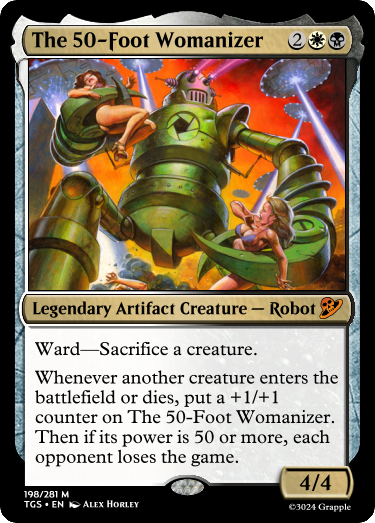 The 50-Foot Womanizer 2
Legendary Artifact Creature — Robot
Ward—Sacrifice a creature.
Whenever another creature enters the
battlefield or dies, put a +1/+1
counter on The 50-Foot Womanizer.
Then if its power is 50 or more, each
opponent loses the game.
4/4
198/281 M
TGS • EN Alex Horley
©3024 Grapple